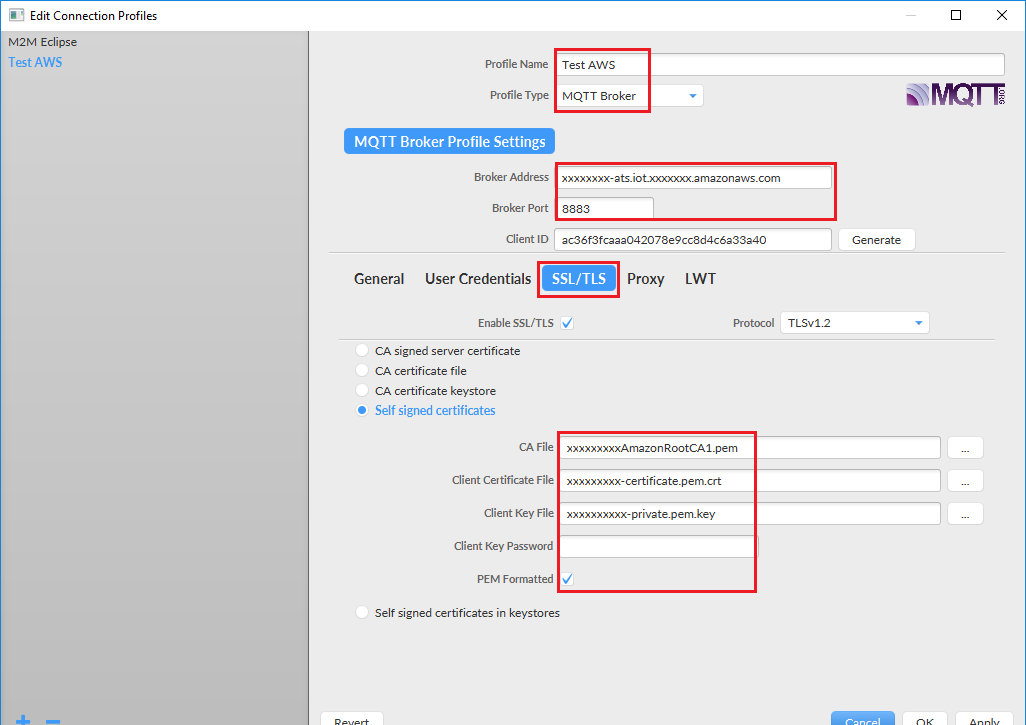 Edit Connection Profiles
M2M Eclipse
Test AWS
Profile Name Test AWS
Profile Type MQTT Broker
MQTT.ORG
MQTT Broker Profile Settings
Broker Address xxxxxxxx-ats.iot.xxxxxxx.amazonaws.com
Broker Port 8883
Client ID ac36f3fcaaa042078e9cc8d4c6a33a40 Generate
General User Credentials SSL/TLS Proxy LWT
Enable SSL/TLS Protocol TLSv1.2
CA signed server certificate
CA certificate file
CA certificate keystore
Self signed certificates
CA File xxxxxxxxxAmazonRootCA1.pem ...
Client Certificate File xxxxxxxxx-certificate.pem.crt ...
Client Key File xxxxxxxxxx-private.pem.key ...
Client Key Password
PEM Formatted
Self signed certificates in keystores
Revert Cancel OK Apply